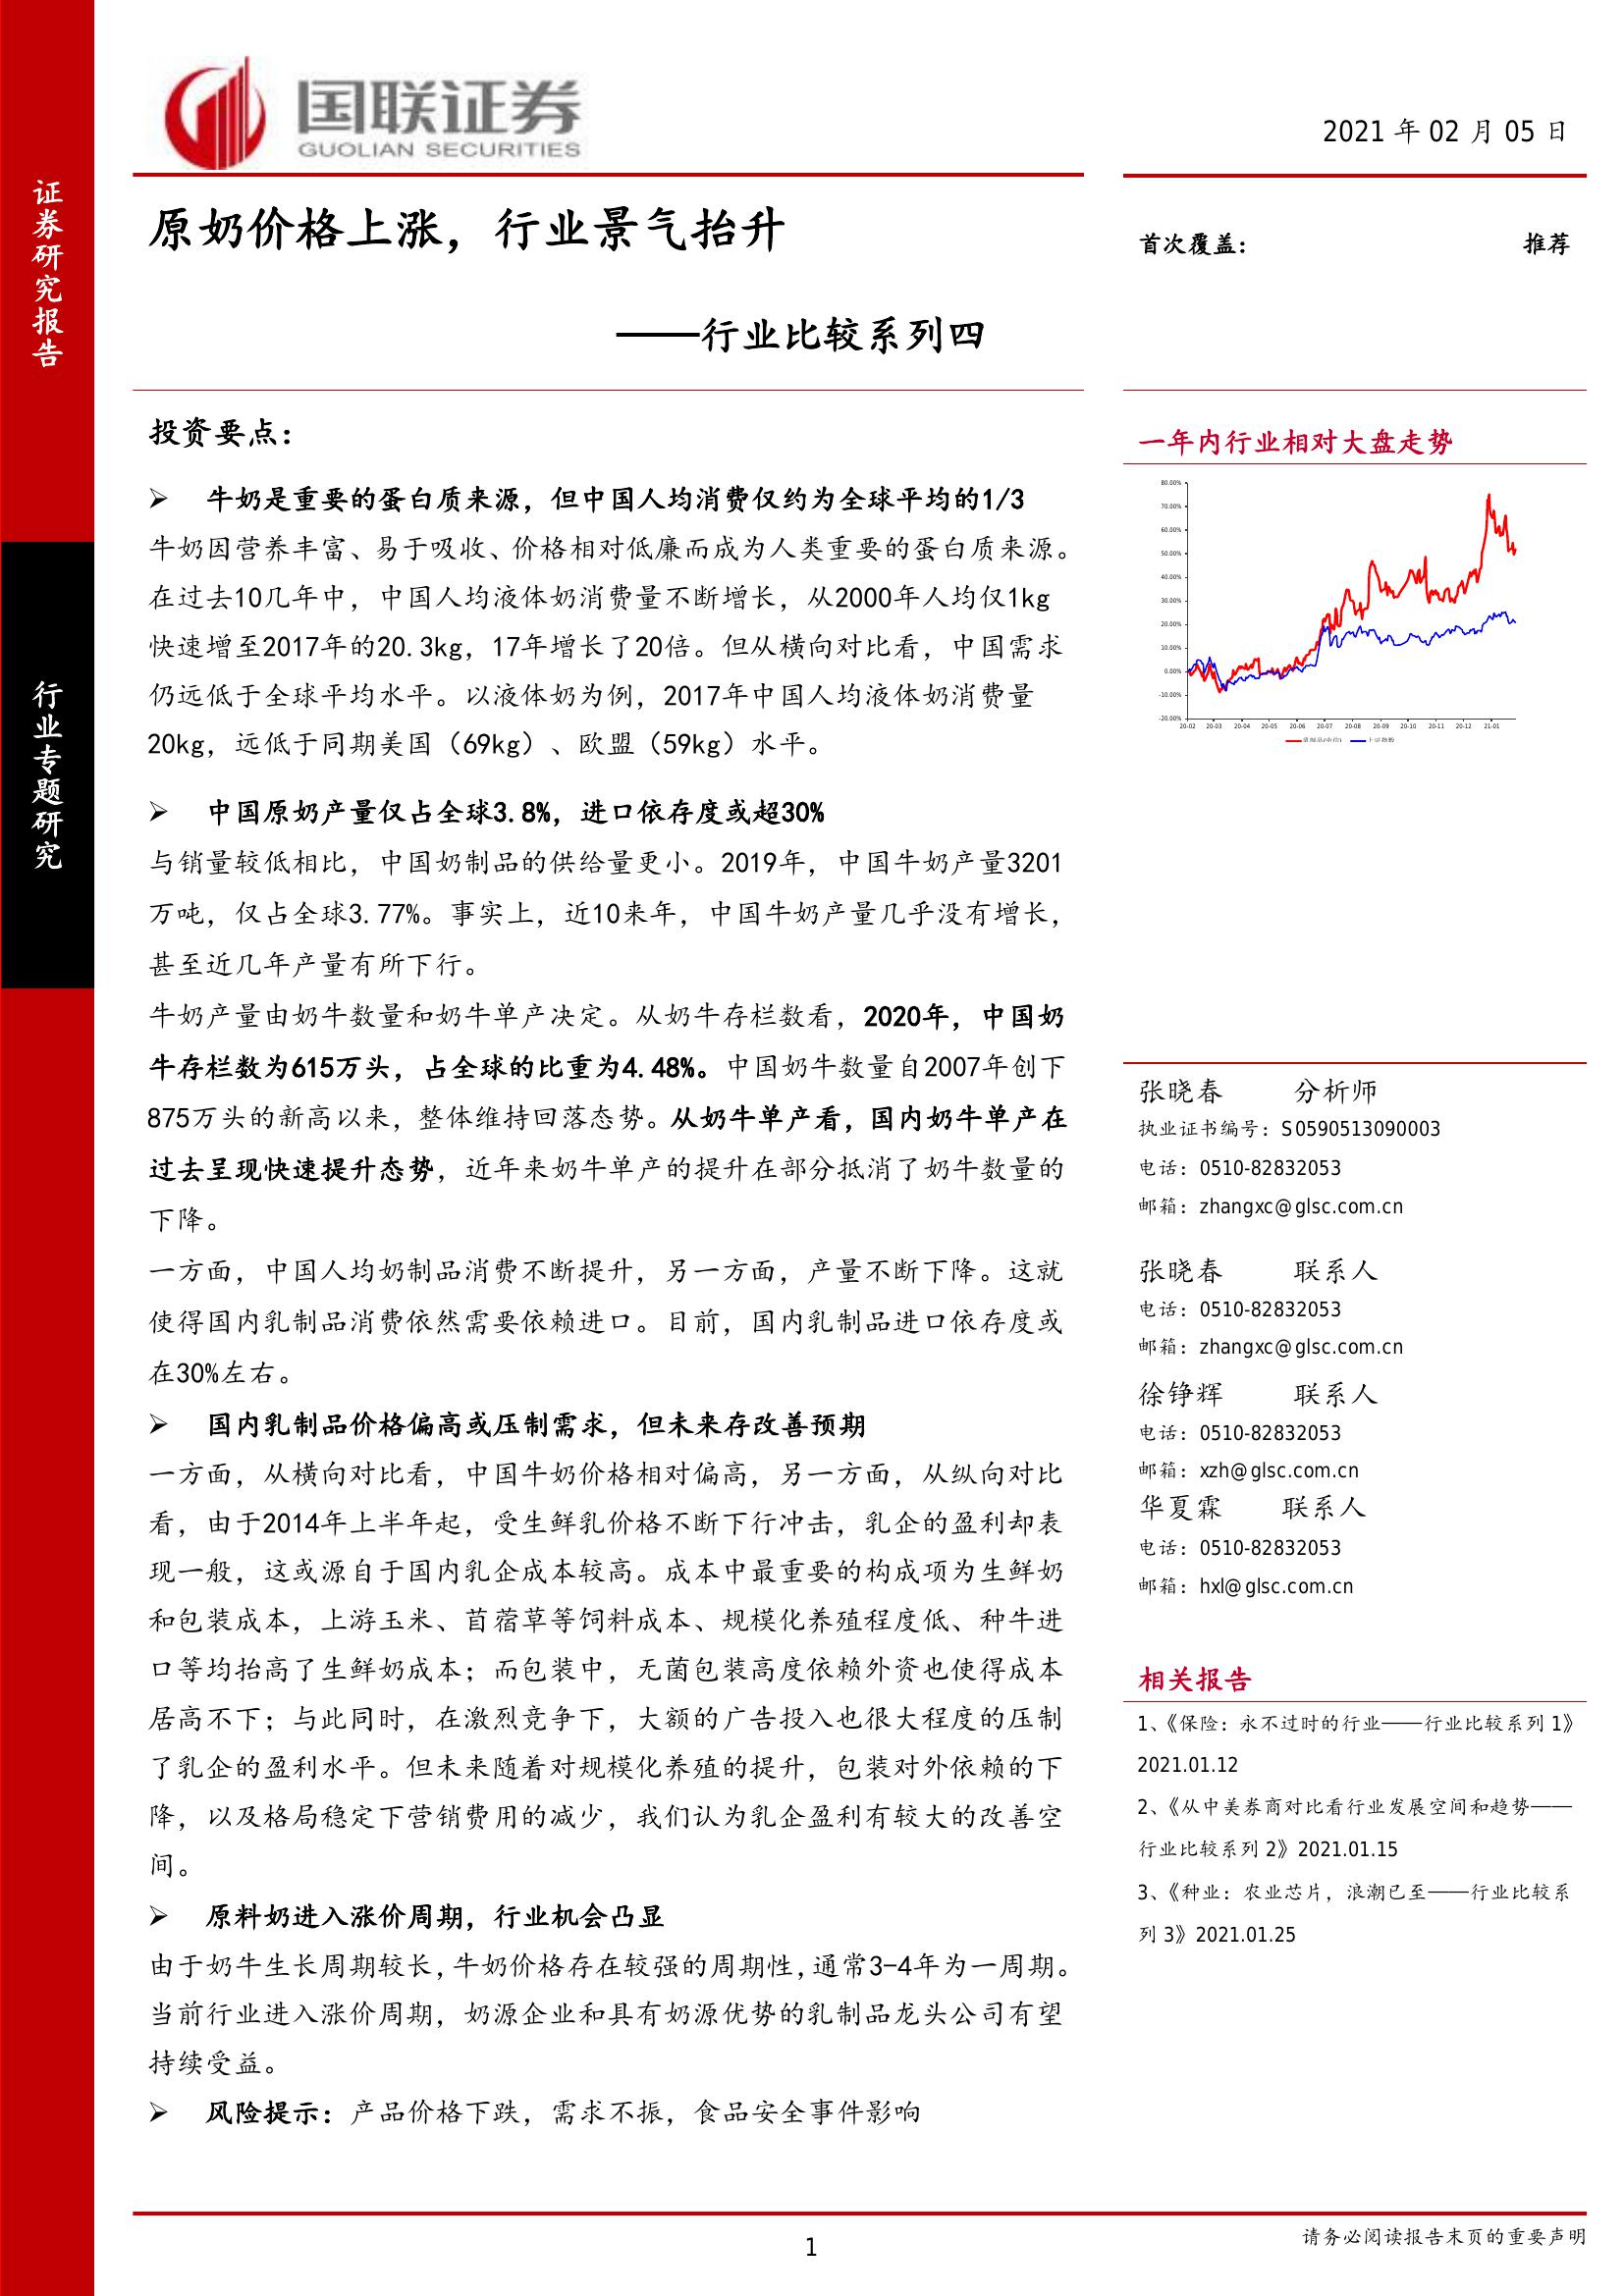 国联证券
GUOLIAN SECURITIES
证券研究报告
行业专题研究
2021 年 02 月 05 日
原奶价格上涨，行业景气抬升
——行业比较系列四
首次覆盖：
推荐
投资要点：
➢ 牛奶是重要的蛋白质来源，但中国人均消费仅约为全球平均的1/3
牛奶因营养丰富、易于吸收、价格相对低廉而成为人类重要的蛋白质来源。
在过去10几年中，中国人均液体奶消费量不断增长，从2000年人均仅1kg
快速增至2017年的20.3kg，17年增长了20倍。但从横向对比看，中国需求
仍远低于全球平均水平。以液体奶为例，2017年中国人均液体奶消费量
20kg，远低于同期美国（69kg）、欧盟（59kg）水平。
➢ 中国原奶产量仅占全球3.8%，进口依存度或超30%
与销量较低相比，中国奶制品的供给量更小。2019年，中国牛奶产量3201
万吨，仅占全球3.77%。事实上，近10来年，中国牛奶产量几乎没有增长，
甚至近几年产量有所下行。
牛奶产量由奶牛数量和奶牛单产决定。从奶牛存栏数看，2020年，中国奶
牛存栏数为615万头，占全球的比重为4.48%。中国奶牛数量自2007年创下
875万头的新高以来，整体维持回落态势。从奶牛单产看，国内奶牛单产在
过去呈现快速提升态势，近年来奶牛单产的提升在部分抵消了奶牛数量的
下降。
一方面，中国人均奶制品消费不断提升，另一方面，产量不断下降。这就
使得国内乳制品消费依然需要依赖进口。目前，国内乳制品进口依存度或
在30%左右。
➢ 国内乳制品价格偏高或压制需求，但未来存改善预期
一方面，从横向对比看，中国牛奶价格相对偏高，另一方面，从纵向对比
看，由于2014年上半年起，受生鲜乳价格不断下行冲击，乳企的盈利却表
现一般，这或源自于国内乳企成本较高。成本中最重要的构成项为生鲜奶
和包装成本，上游玉米、苜蓿草等饲料成本、规模化养殖程度低、种牛进
口等均抬高了生鲜奶成本；而包装中，无菌包装高度依赖外资也使得成本
居高不下；与此同时，在激烈竞争下，大额的广告投入也很大程度的压制
了乳企的盈利水平。但未来随着对规模化养殖的提升，包装对外依赖的下
降，以及格局稳定下营销费用的减少，我们认为乳企盈利有较大的改善空
间。
➢ 原料奶进入涨价周期，行业机会凸显
由于奶牛生长周期较长，牛奶价格存在较强的周期性，通常3-4年为一周期。
当前行业进入涨价周期，奶源企业和具有奶源优势的乳制品龙头公司有望
持续受益。
➢ 风险提示：产品价格下跌，需求不振，食品安全事件影响
一年内行业相对大盘走势
80.00%
70.00%
60.00%
50.00%
40.00%
30.00%
20.00%
10.00%
0.00%
-10.00%
-20.00%
20-02 20-03 20-04 20-05 20-06 20-07 20-08 20-09 20-10 20-11 20-12 21-01
张晓春 分析师
执业证书编号：S0590513090003
电话：0510-82832053
邮箱：zhangxc@glsc.com.cn
张晓春 联系人
电话：0510-82832053
邮箱：zhangxc@glsc.com.cn
徐铮辉 联系人
电话：0510-82832053
邮箱：xzh@glsc.com.cn
华夏霖 联系人
电话：0510-82832053
邮箱：hxl@glsc.com.cn
相关报告
1、《保险：永不过时的行业——行业比较系列 1》
2021.01.12
2、《从中美券商对比看行业发展空间和趋势——
行业比较系列 2》2021.01.15
3、《种业：农业芯片，浪潮已至——行业比较系
列 3》2021.01.25
1
请务必阅读报告末页的重要声明